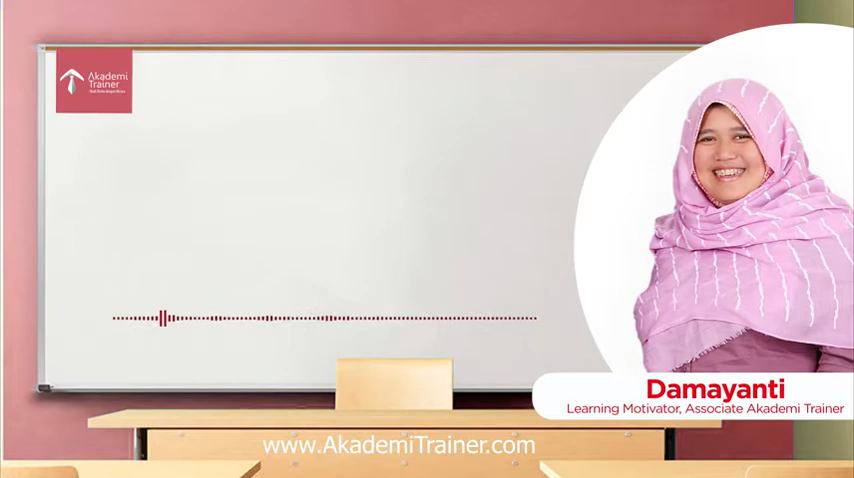 Akademi
Trainer
Damayanti
Learning Motivator, Associate Akademi Trainer
www.AkademiTrainer.com